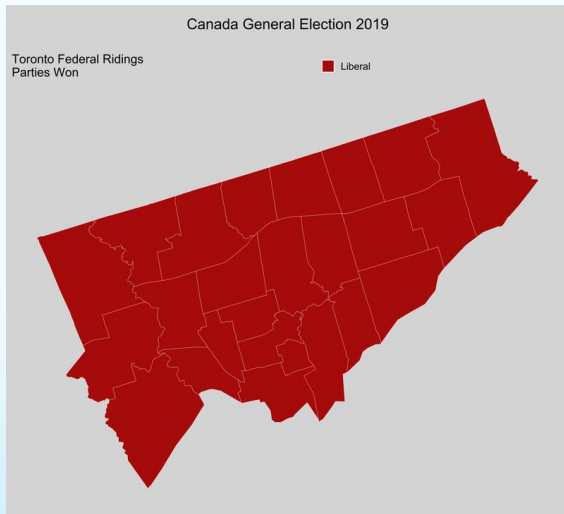 Canada General Election 2019
Toronto Federal Ridings
Parties Won
Liberal